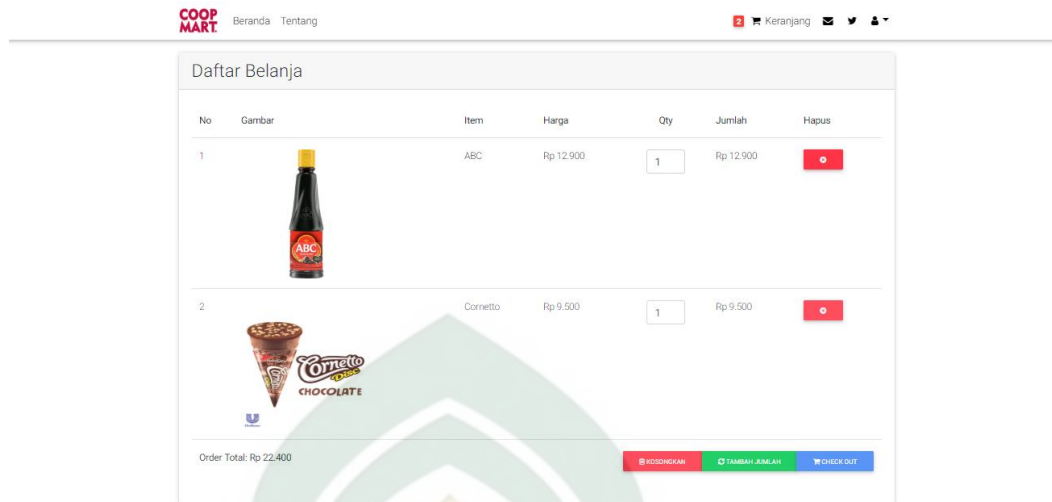 COOP
MART
Beranda Tentang
2 Keranjang
Daftar Belanja
No Gambar Item Harga Qty Jumlah Hapus
1 ABC Rp 12.900 1 Rp 12.900
ABC
2 Cornetto Rp 9.500 1 Rp 9.500
Cornetto
Disc
CHOCOLATE
Order Total: Rp 22.400 KOSONGKAN TAMBAH JUMLAH CHECK OUT